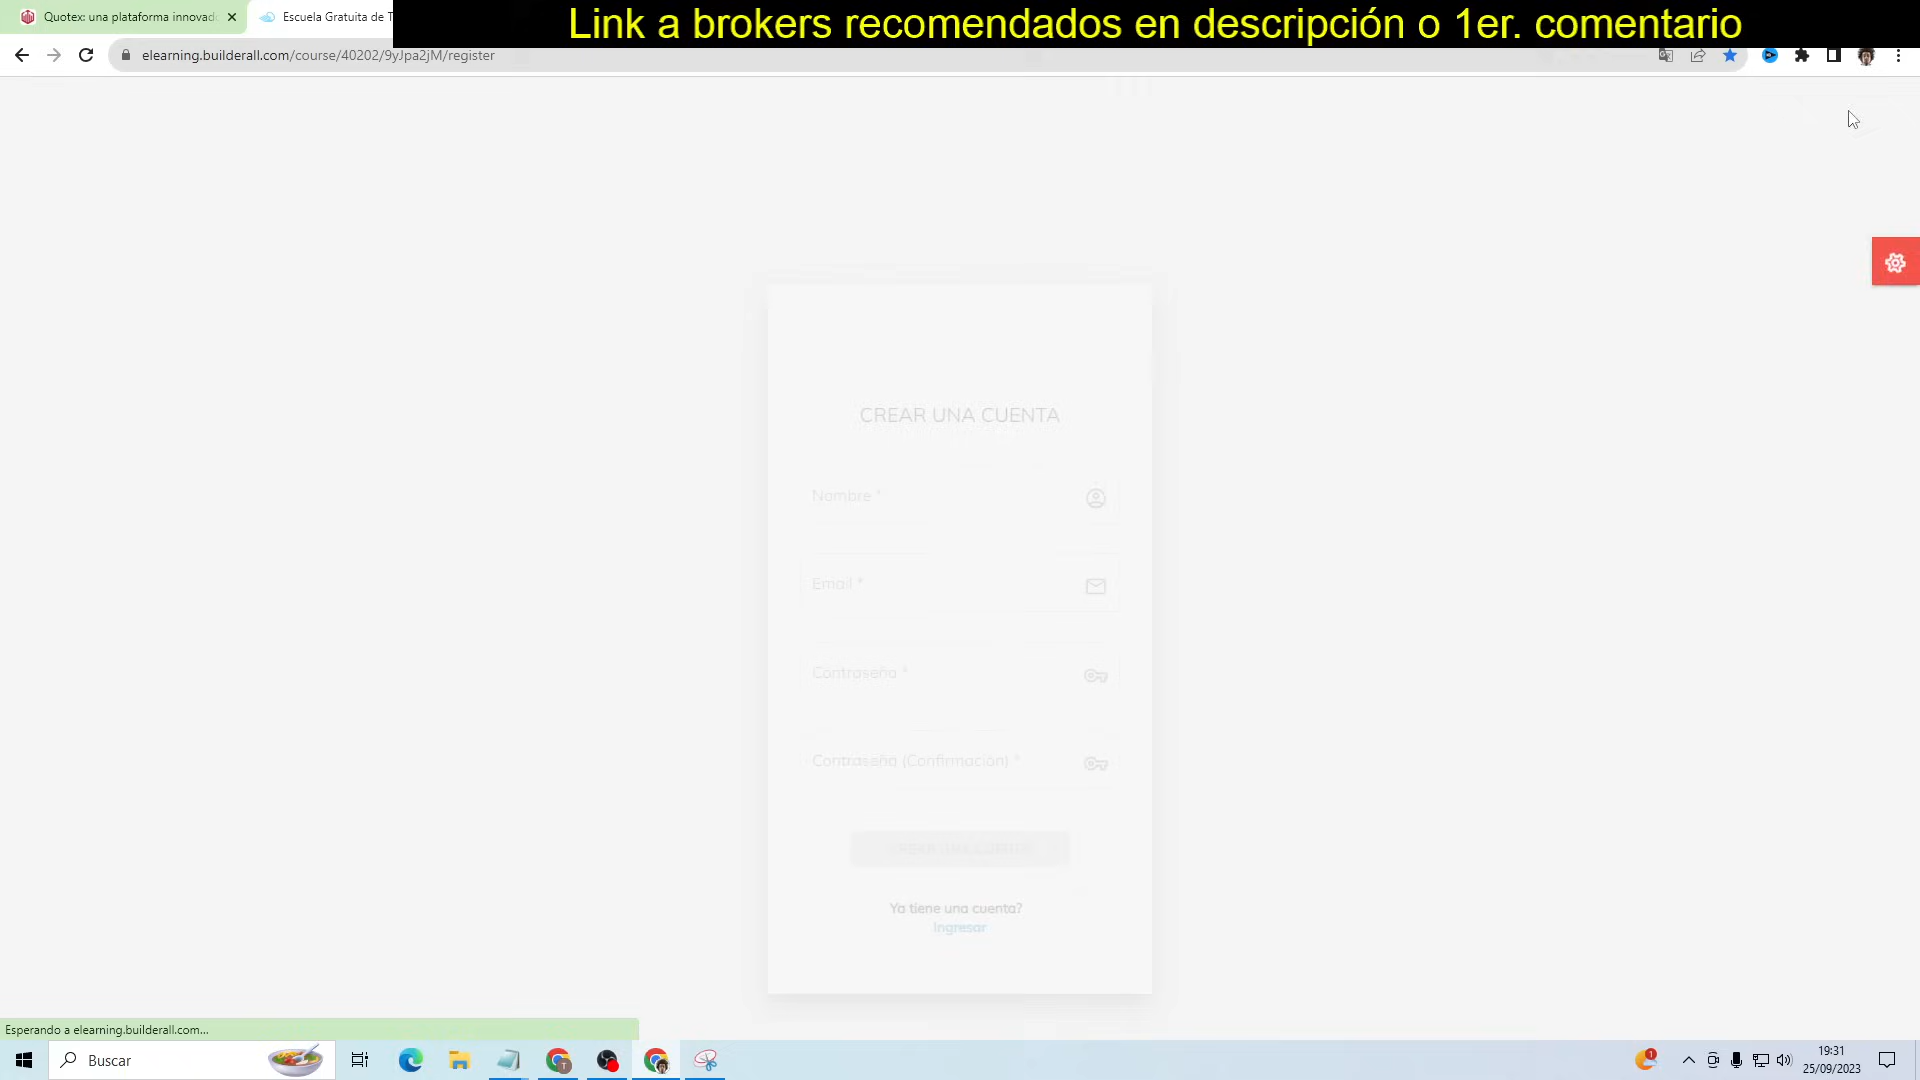 Quotex: una plataforma innovad
Escuela Gratuita de T
Link a brokers recomendados en descripción o 1er. comentario
elearning.builderall.com/course/40202/9yJpa2jM/register
CREAR UNA CUENTA
Nombre *
Email *
Contraseña *
Contraseña (Confirmación) *
Ya tiene una cuenta?
Ingresar
Esperando a elearning.builderall.com...
Buscar
1
T
19:31
25/09/2023